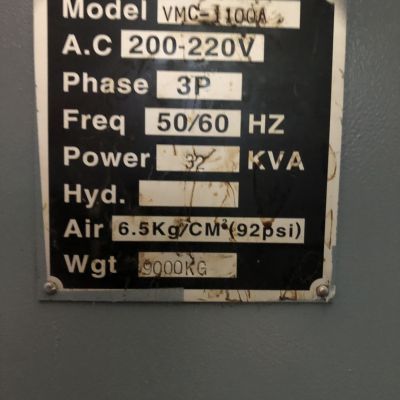 Model VMC-1100A
A.C 200-220V
Phase 3P
Freq 50/60 HZ
Power 32 KVA
Hyd.
Air 6.5Kg/CM²(92psi)
Wgt 9000KG